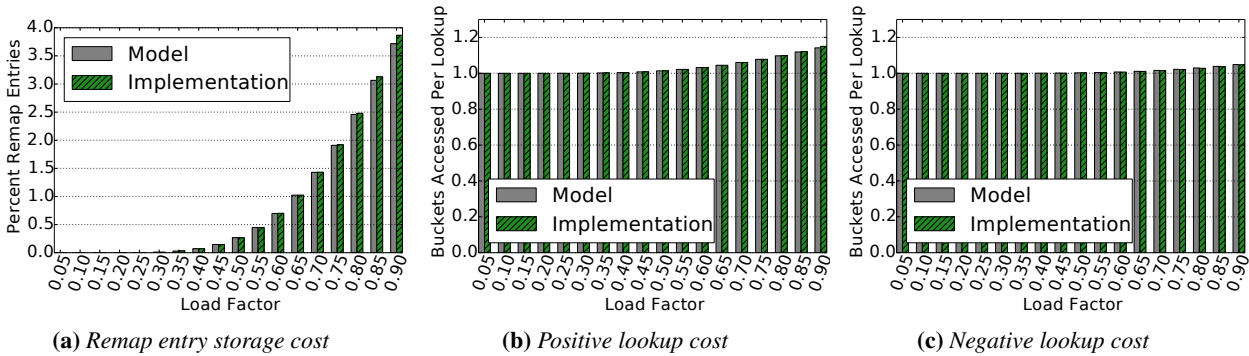 4.0
3.5
3.0
2.5
2.0
1.5
1.0
0.5
0.0
Percent Remap Entries
Model
Implementation
0.05 0.10 0.15 0.20 0.25 0.30 0.35 0.40 0.45 0.50 0.55 0.60 0.65 0.70 0.75 0.80 0.85 0.90
Load Factor
(a) Remap entry storage cost
1.2
1.0
0.8
0.6
0.4
0.2
0.0
Buckets Accessed Per Lookup
Model
Implementation
0.05 0.10 0.15 0.20 0.25 0.30 0.35 0.40 0.45 0.50 0.55 0.60 0.65 0.70 0.75 0.80 0.85 0.90
Load Factor
(b) Positive lookup cost
1.2
1.0
0.8
0.6
0.4
0.2
0.0
Buckets Accessed Per Lookup
Model
Implementation
0.05 0.10 0.15 0.20 0.25 0.30 0.35 0.40 0.45 0.50 0.55 0.60 0.65 0.70 0.75 0.80 0.85 0.90
Load Factor
(c) Negative lookup cost